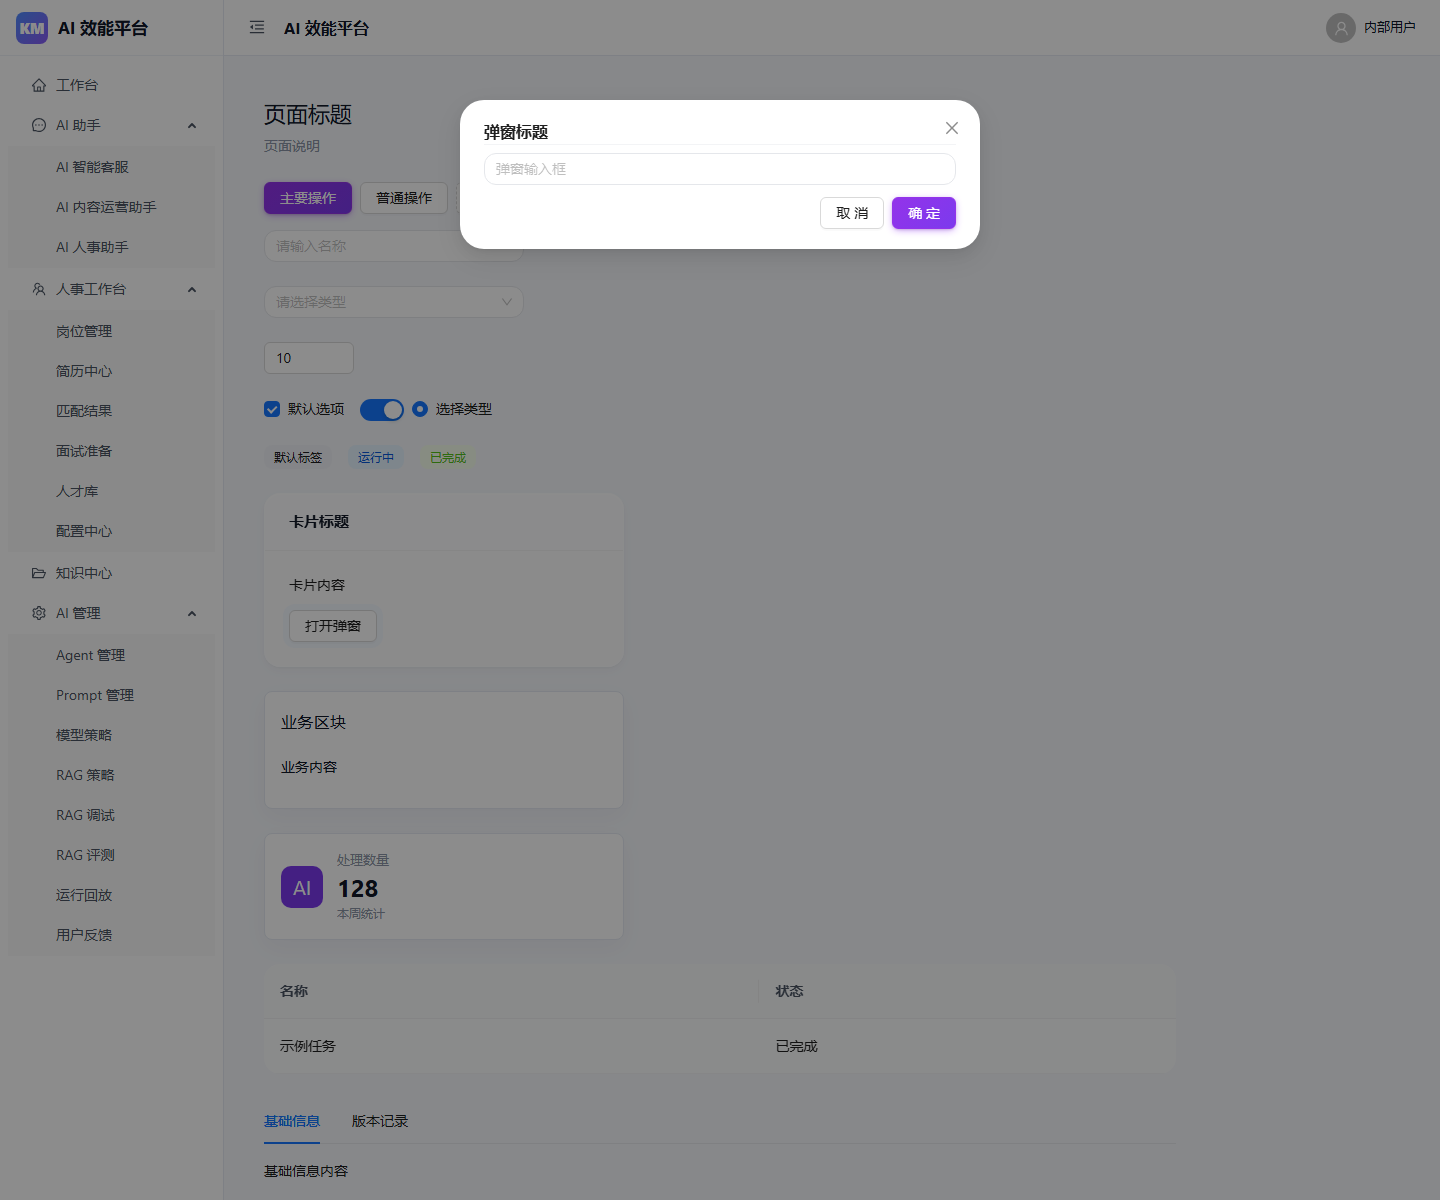 KM AI 效能平台
AI 效能平台
内部用户
工作台
AI 助手
AI 智能客服
AI 内容运营助手
AI 人事助手
人事工作台
岗位管理
简历中心
匹配结果
面试准备
人才库
配置中心
知识中心
AI 管理
Agent 管理
Prompt 管理
模型策略
RAG 策略
RAG 调试
RAG 评测
运行回放
用户反馈
页面标题
页面说明
主要操作 普通操作
请输入名称
请选择类型
10
默认选项 选择类型
默认标签 运行中 已完成
卡片标题
卡片内容
打开弹窗
业务区块
业务内容
AI
处理数量
128
本周统计
名称 状态
示例任务 已完成
基础信息 版本记录
基础信息内容
弹窗标题
弹窗输入框
取 消 确 定